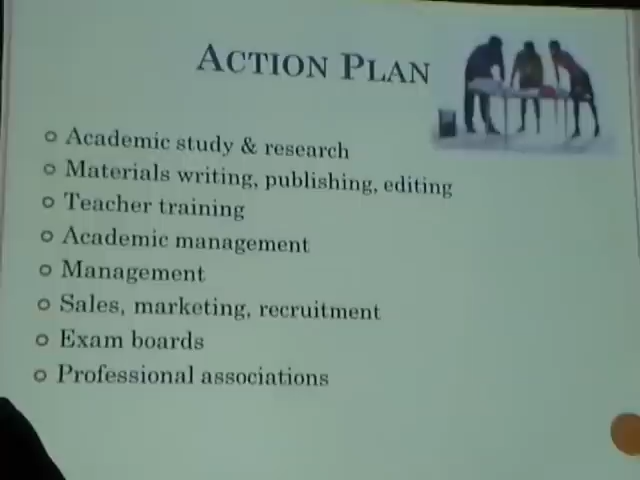 ACTION PLAN
Academic study & research
Materials writing, publishing, editing
Teacher training
Academic management
Management
Sales, marketing, recruitment
Exam boards
Professional associations